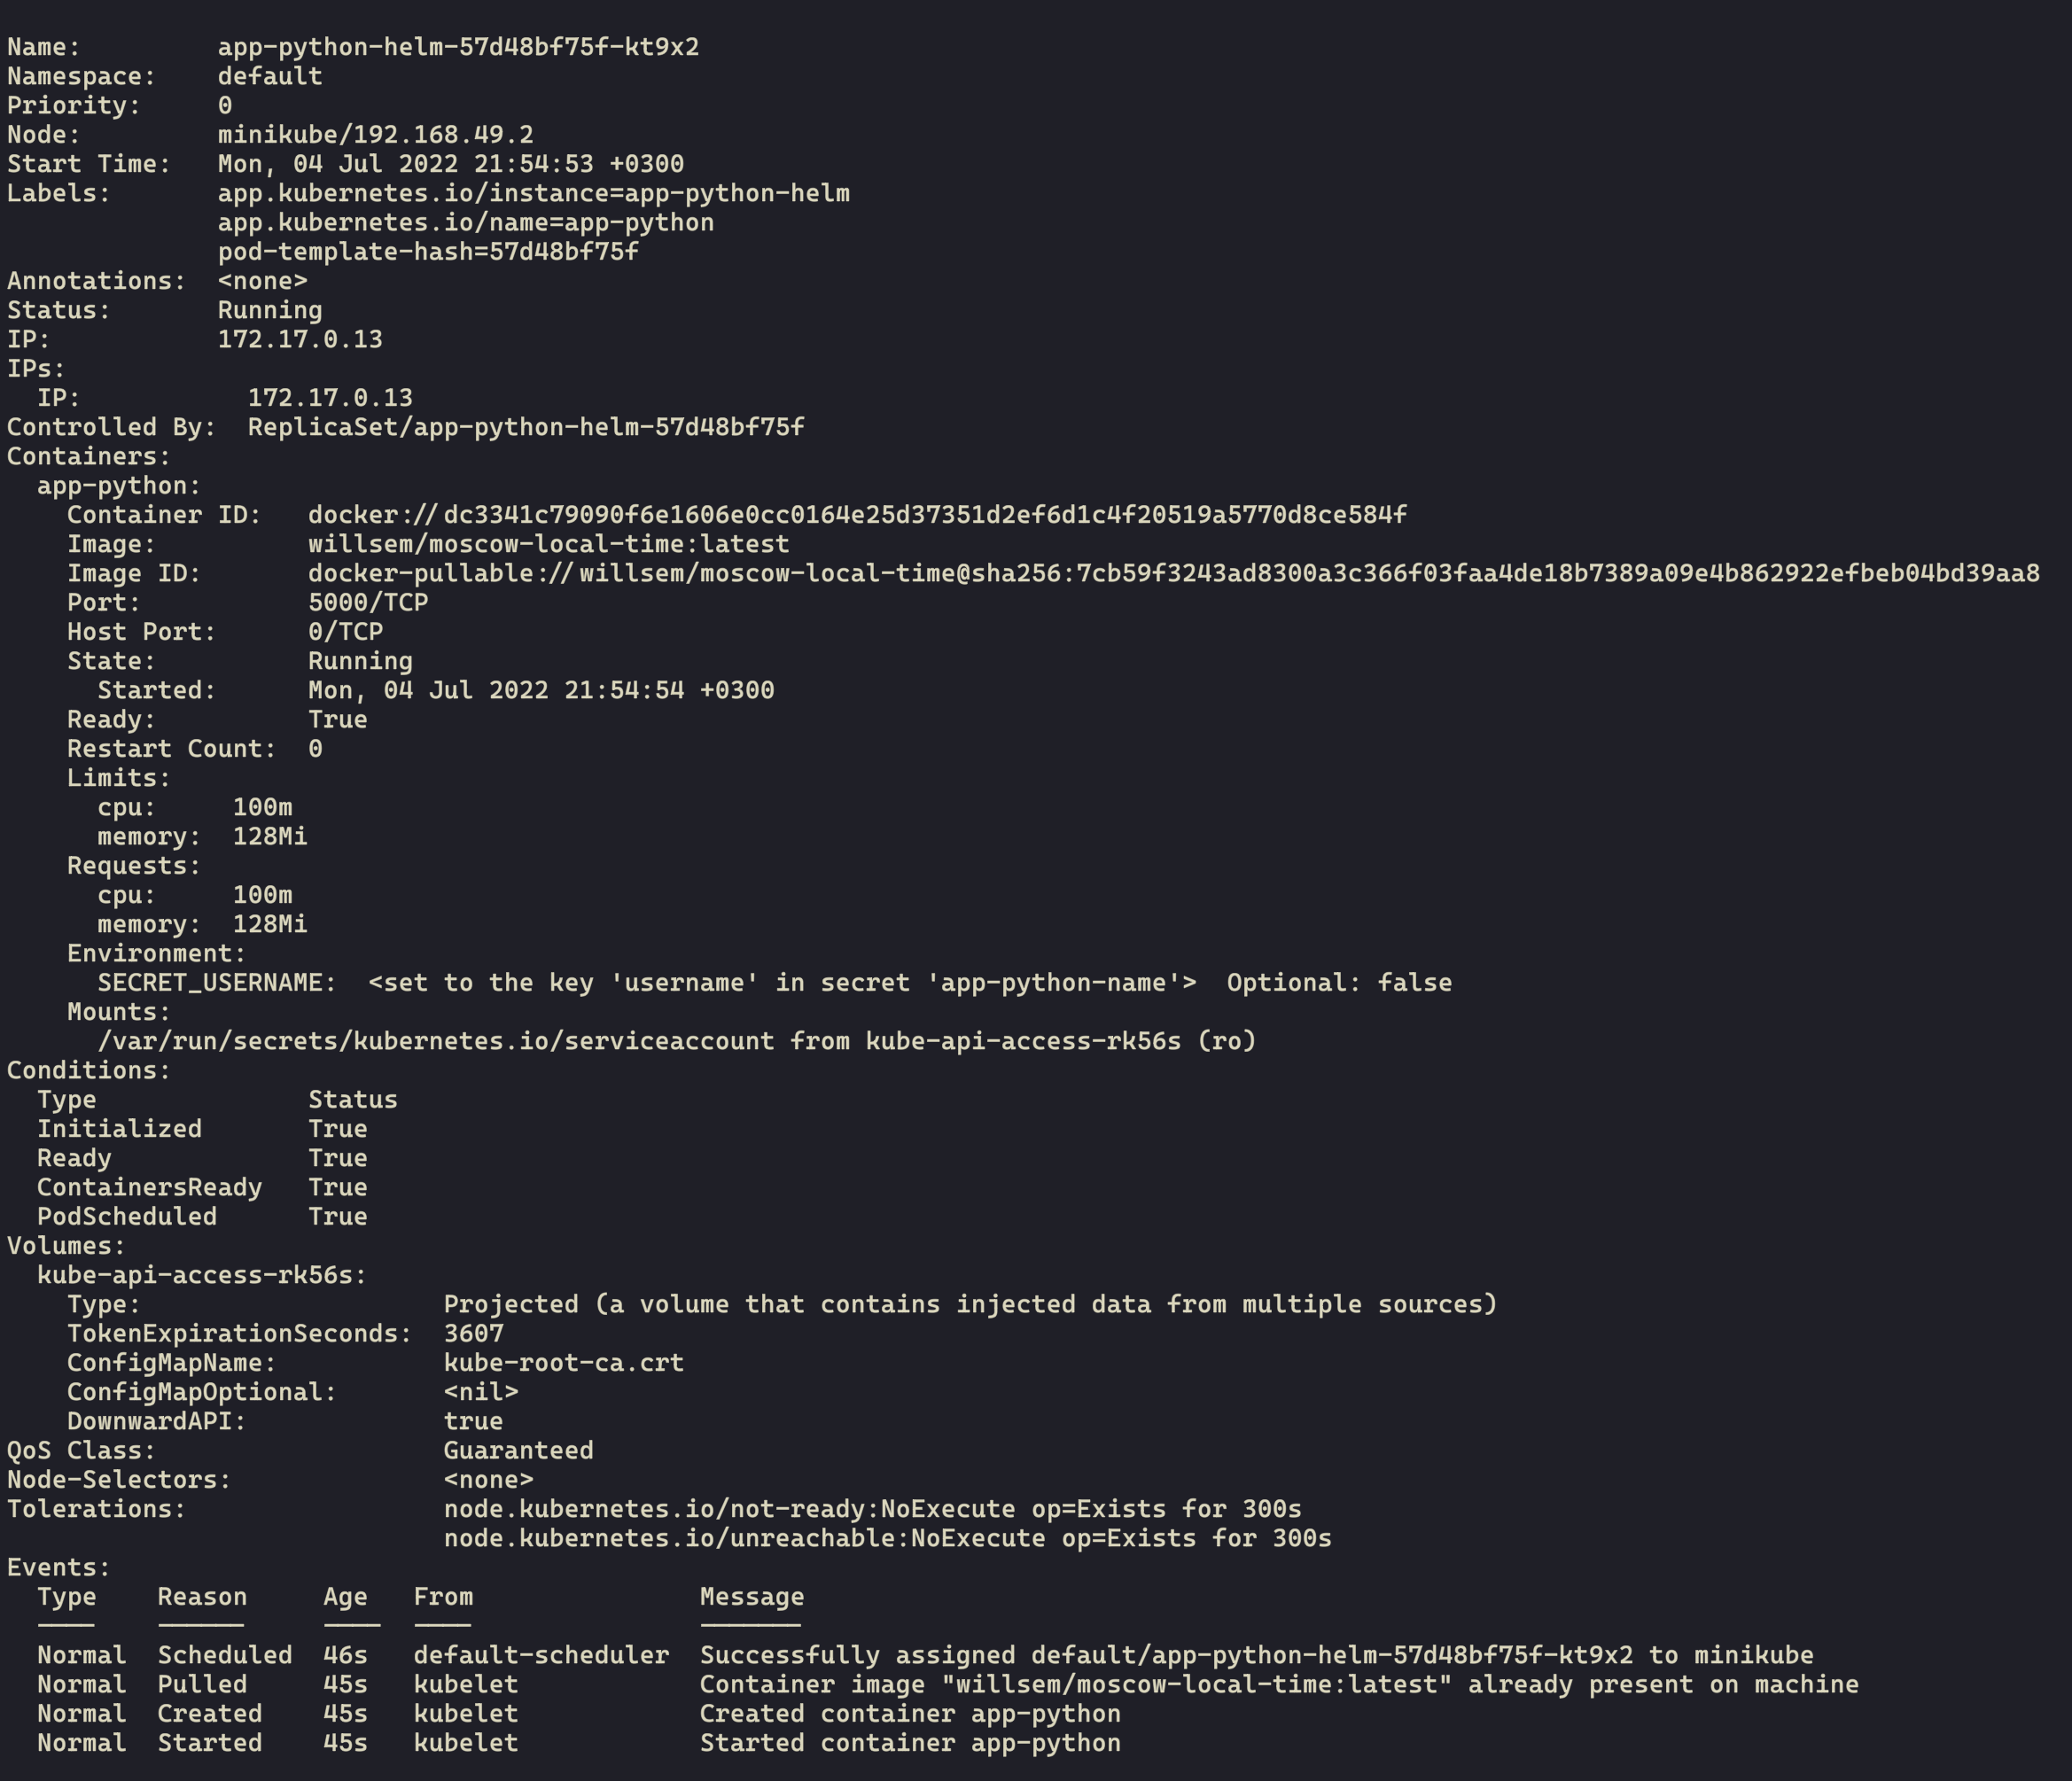 Name:         app-python-helm-57d48bf75f-kt9x2
Namespace:    default
Priority:     0
Node:         minikube/192.168.49.2
Start Time:   Mon, 04 Jul 2022 21:54:53 +0300
Labels:       app.kubernetes.io/instance=app-python-helm
              app.kubernetes.io/name=app-python
              pod-template-hash=57d48bf75f
Annotations:  <none>
Status:       Running
IP:           172.17.0.13
IPs:
  IP:           172.17.0.13
Controlled By:  ReplicaSet/app-python-helm-57d48bf75f
Containers:
  app-python:
    Container ID:   docker://dc3341c79090f6e1606e0cc0164e25d37351d2ef6d1c4f20519a5770d8ce584f
    Image:          willsem/moscow-local-time:latest
    Image ID:       docker-pullable://willsem/moscow-local-time@sha256:7cb59f3243ad8300a3c366f03faa4de18b7389a09e4b862922efbeb04bd39aa8
    Port:           5000/TCP
    Host Port:      0/TCP
    State:          Running
      Started:      Mon, 04 Jul 2022 21:54:54 +0300
    Ready:          True
    Restart Count:  0
    Limits:
      cpu:     100m
      memory:  128Mi
    Requests:
      cpu:     100m
      memory:  128Mi
    Environment:
      SECRET_USERNAME:  <set to the key 'username' in secret 'app-python-name'>  Optional: false
    Mounts:
      /var/run/secrets/kubernetes.io/serviceaccount from kube-api-access-rk56s (ro)
Conditions:
  Type              Status
  Initialized       True
  Ready             True
  ContainersReady   True
  PodScheduled      True
Volumes:
  kube-api-access-rk56s:
    Type:                    Projected (a volume that contains injected data from multiple sources)
    TokenExpirationSeconds:  3607
    ConfigMapName:           kube-root-ca.crt
    ConfigMapOptional:       <nil>
    DownwardAPI:             true
QoS Class:                   Guaranteed
Node-Selectors:              <none>
Tolerations:                 node.kubernetes.io/not-ready:NoExecute op=Exists for 300s
                             node.kubernetes.io/unreachable:NoExecute op=Exists for 300s
Events:
  Type    Reason     Age   From               Message
  ----    ------     ----  ----               -------
  Normal  Scheduled  46s   default-scheduler  Successfully assigned default/app-python-helm-57d48bf75f-kt9x2 to minikube
  Normal  Pulled     45s   kubelet            Container image "willsem/moscow-local-time:latest" already present on machine
  Normal  Created    45s   kubelet            Created container app-python
  Normal  Started    45s   kubelet            Started container app-python